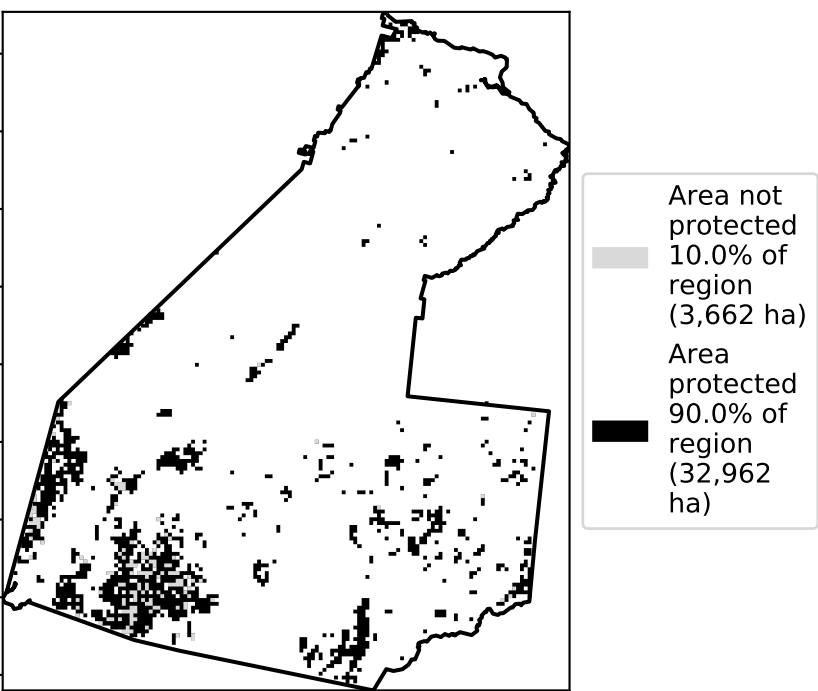 Area not
protected
10.0% of
region
(3,662 ha)
Area
protected
90.0% of
region
(32,962
ha)